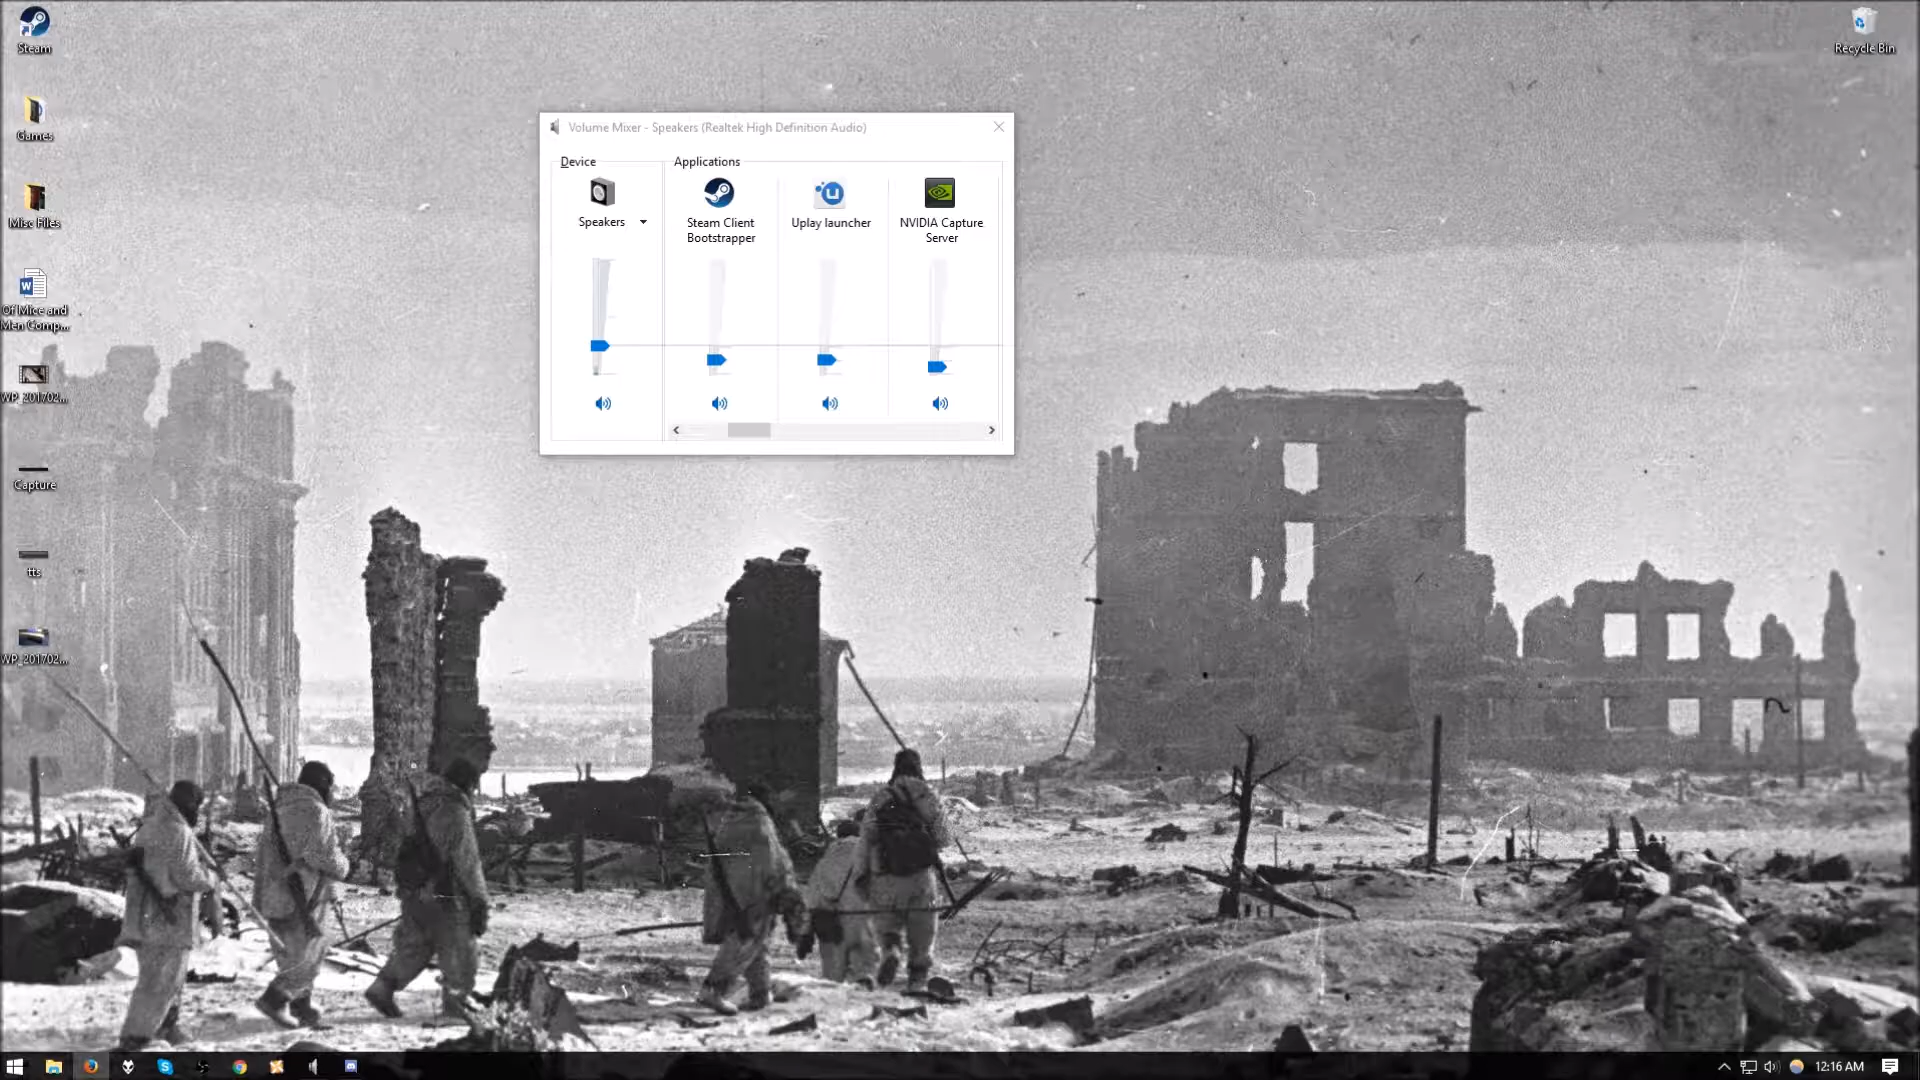 Steam
Recycle Bin
Games
Misc Files
Of Mice and
Men Comp...
WP_201702...
Capture
tts
WP_201702...
Volume Mixer - Speakers (Realtek High Definition Audio)
Device
Applications
Speakers
Steam Client
Bootstrapper
Uplay launcher
NVIDIA Capture
Server
12:16 AM